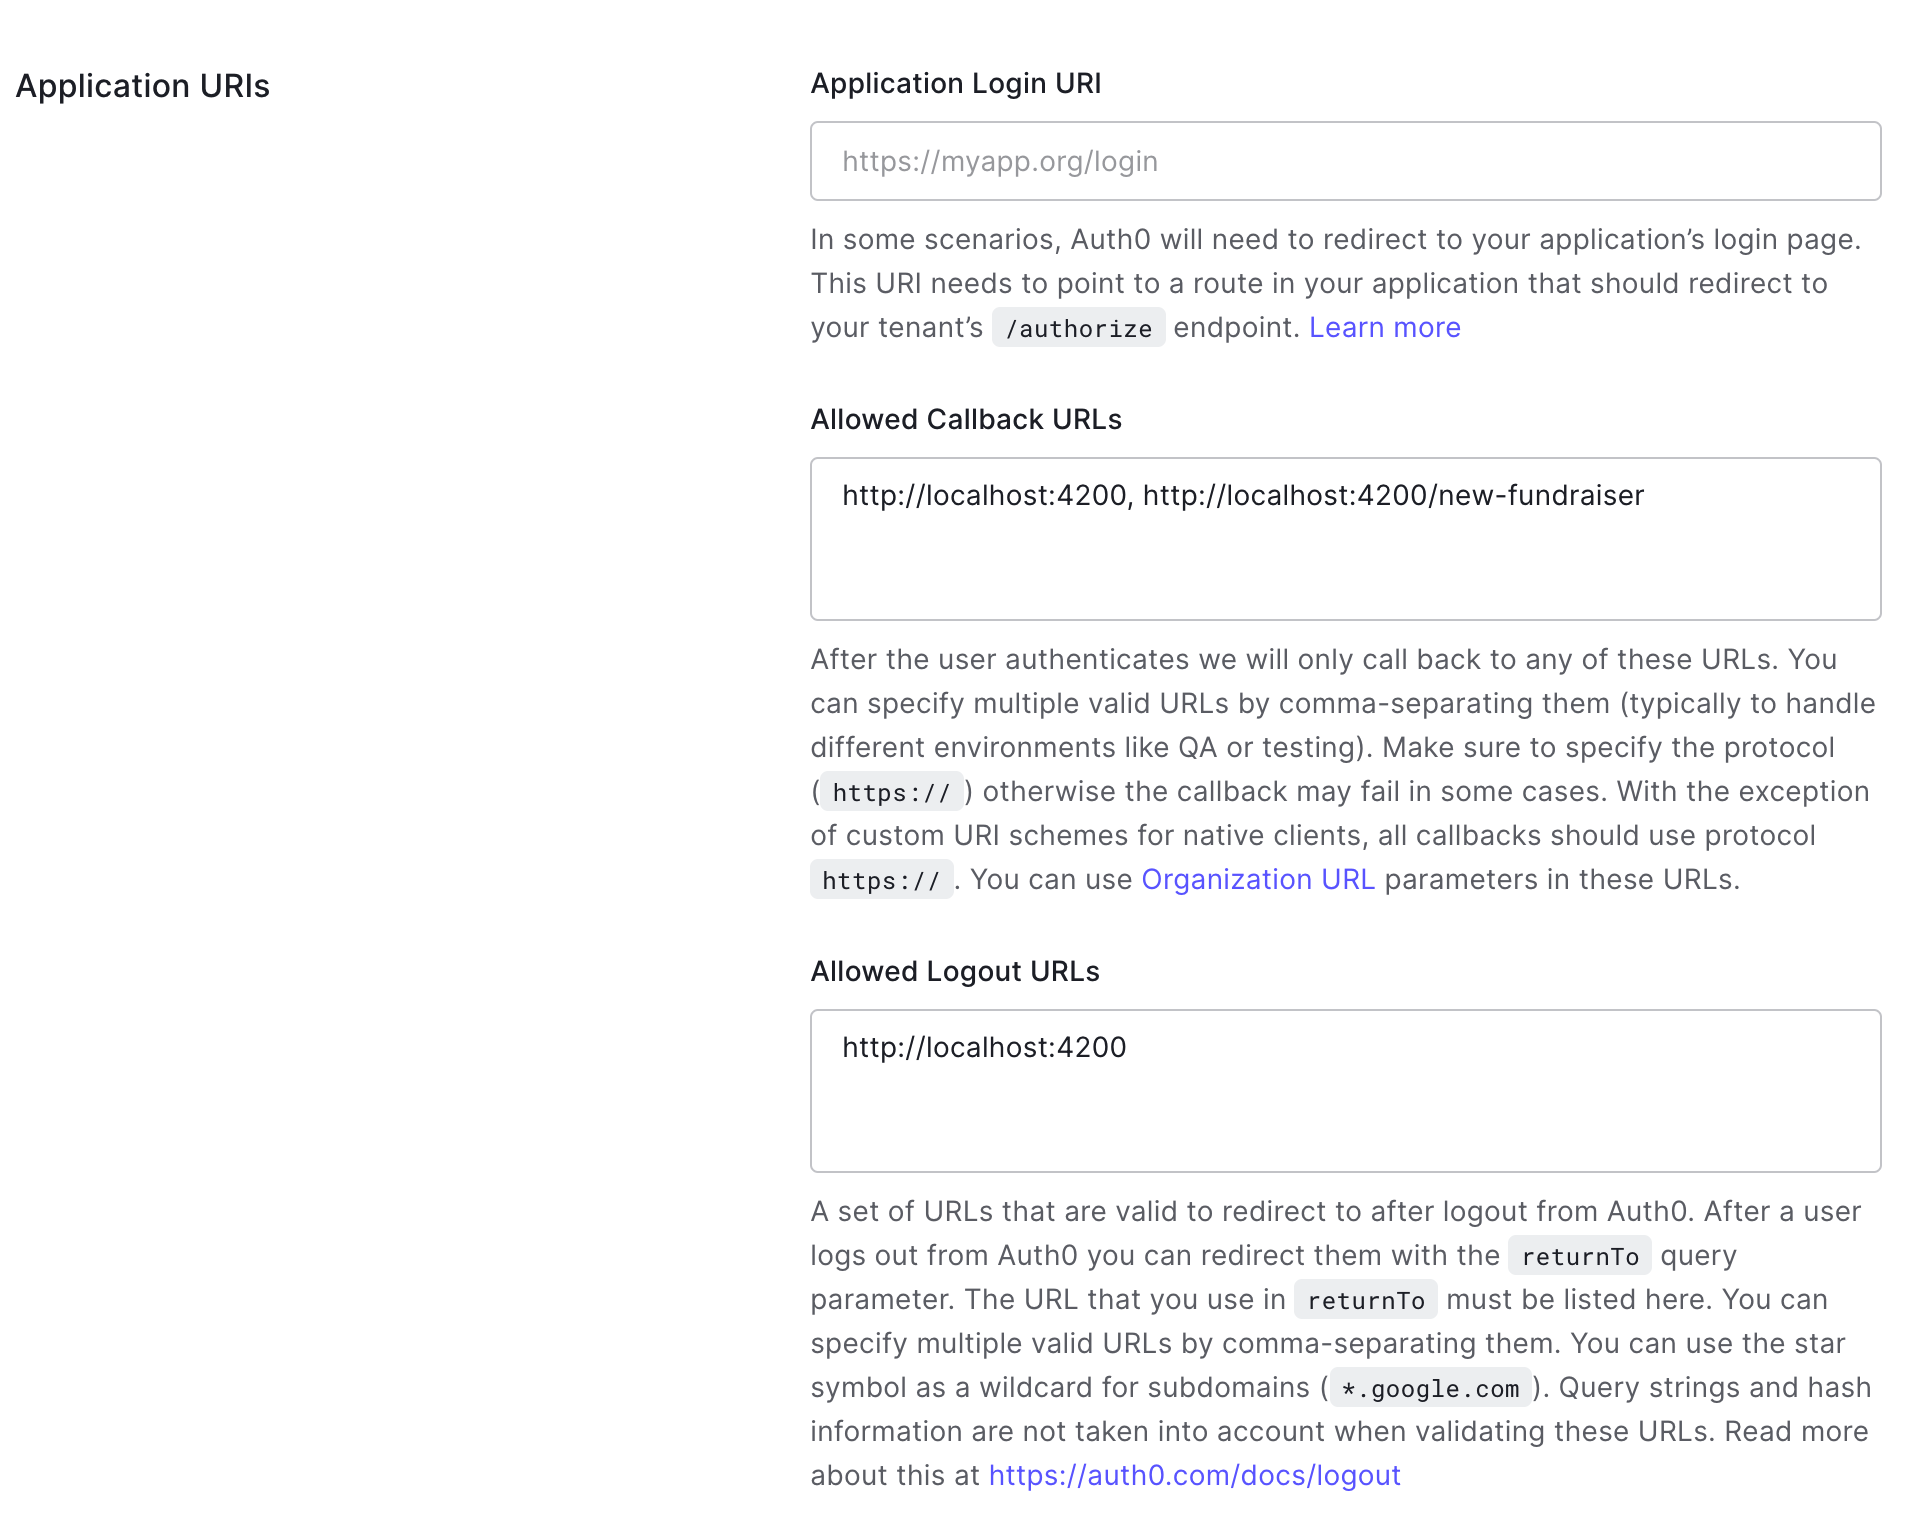 Application URIs
Application Login URI
https://myapp.org/login
In some scenarios, Auth0 will need to redirect to your application’s login page.
This URI needs to point to a route in your application that should redirect to
your tenant’s /authorize endpoint. Learn more
Allowed Callback URLs
http://localhost:4200, http://localhost:4200/new-fundraiser
After the user authenticates we will only call back to any of these URLs. You
can specify multiple valid URLs by comma-separating them (typically to handle
different environments like QA or testing). Make sure to specify the protocol
(https://) otherwise the callback may fail in some cases. With the exception
of custom URI schemes for native clients, all callbacks should use protocol
https://. You can use Organization URL parameters in these URLs.
Allowed Logout URLs
http://localhost:4200
A set of URLs that are valid to redirect to after logout from Auth0. After a user
logs out from Auth0 you can redirect them with the returnTo query
parameter. The URL that you use in returnTo must be listed here. You can
specify multiple valid URLs by comma-separating them. You can use the star
symbol as a wildcard for subdomains (*.google.com). Query strings and hash
information are not taken into account when validating these URLs. Read more
about this at https://auth0.com/docs/logout